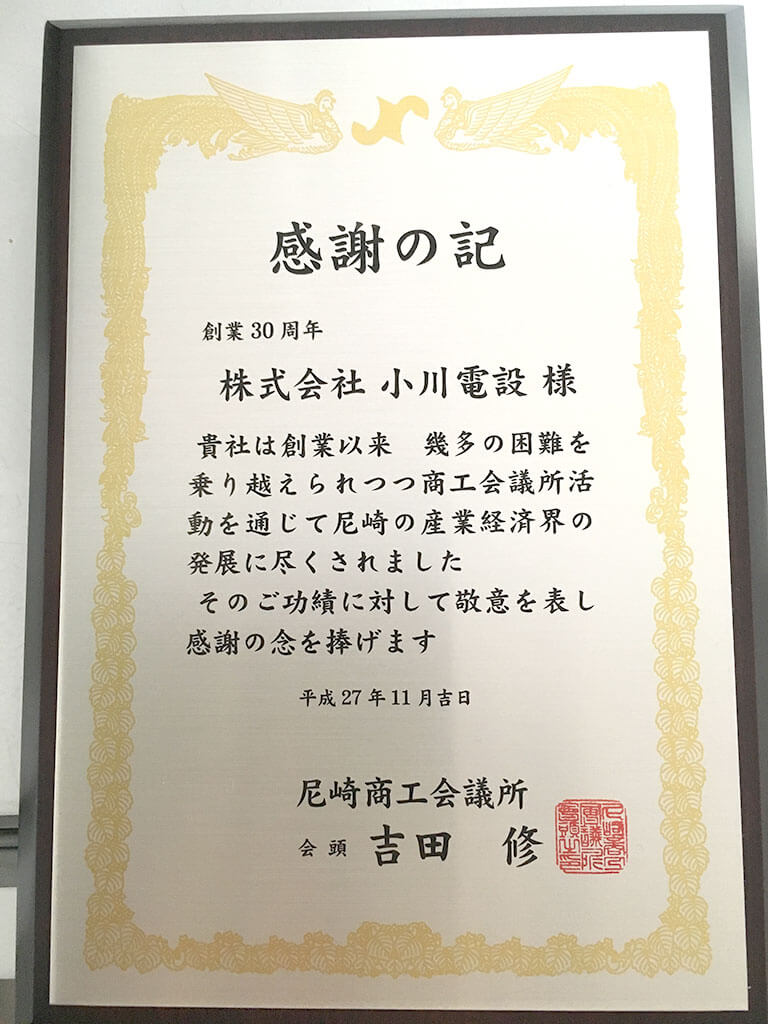 感謝の記
創業30周年
株式会社 小川電設 様
貴社は創業以来　幾多の困難を
乗り越えられつつ商工会議所活
動を通じて尼崎の産業経済界の
発展に尽くされました
そのご功績に対して敬意を表し
感謝の念を捧げます
平成27年11月吉日
尼崎商工会議所
会頭 吉田　修